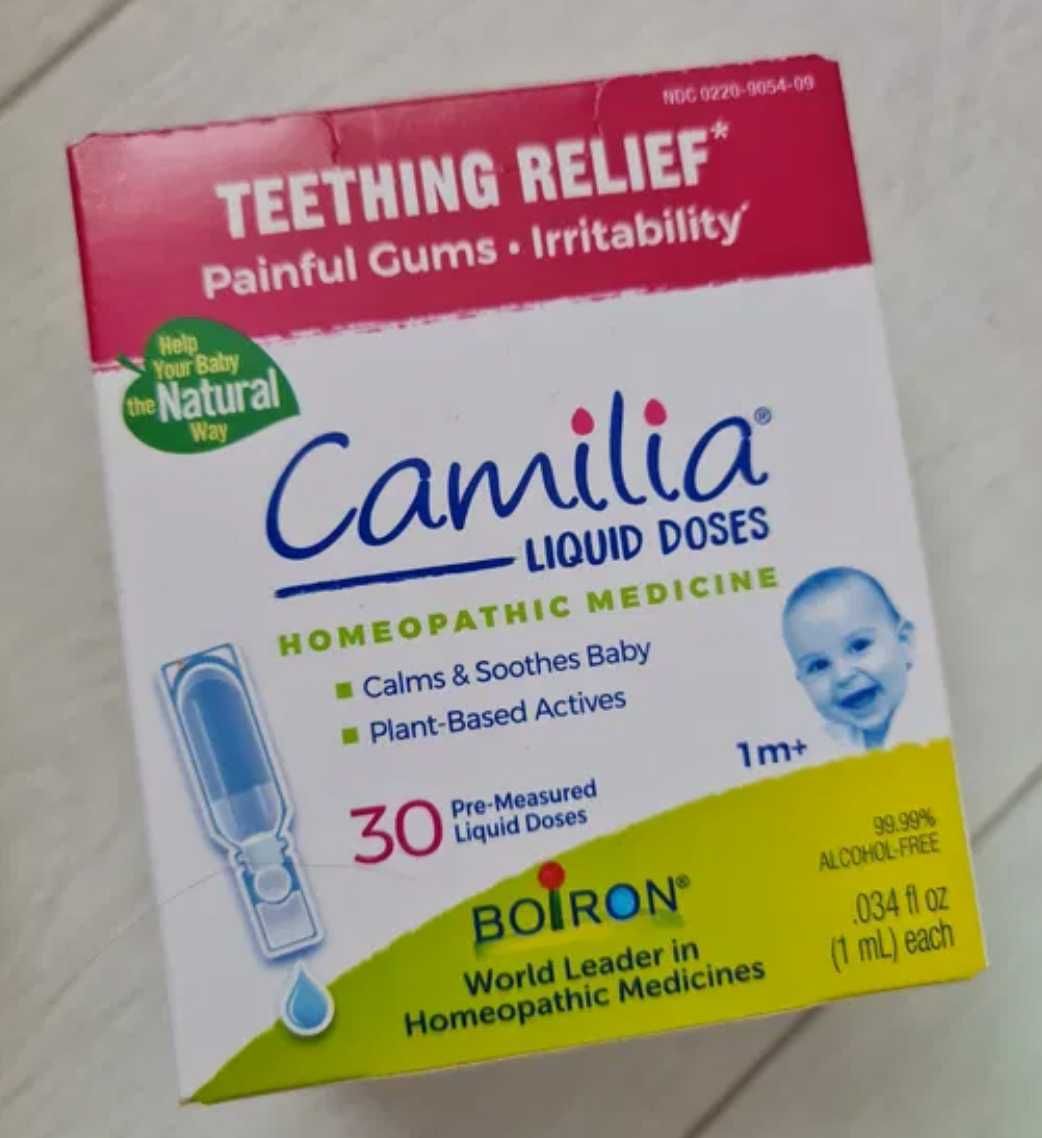 NDC 0220-9054-09
TEETHING RELIEF*
Painful Gums • Irritability*
Help
Your Baby
the Natural
Way
Camilia®
LIQUID DOSES
HOMEOPATHIC MEDICINE
■ Calms & Soothes Baby
■ Plant-Based Actives
1m+
30 Pre-Measured
Liquid Doses
99.99%
ALCOHOL-FREE
BOIRON®
World Leader in
Homeopathic Medicines
.034 fl oz
(1 mL) each